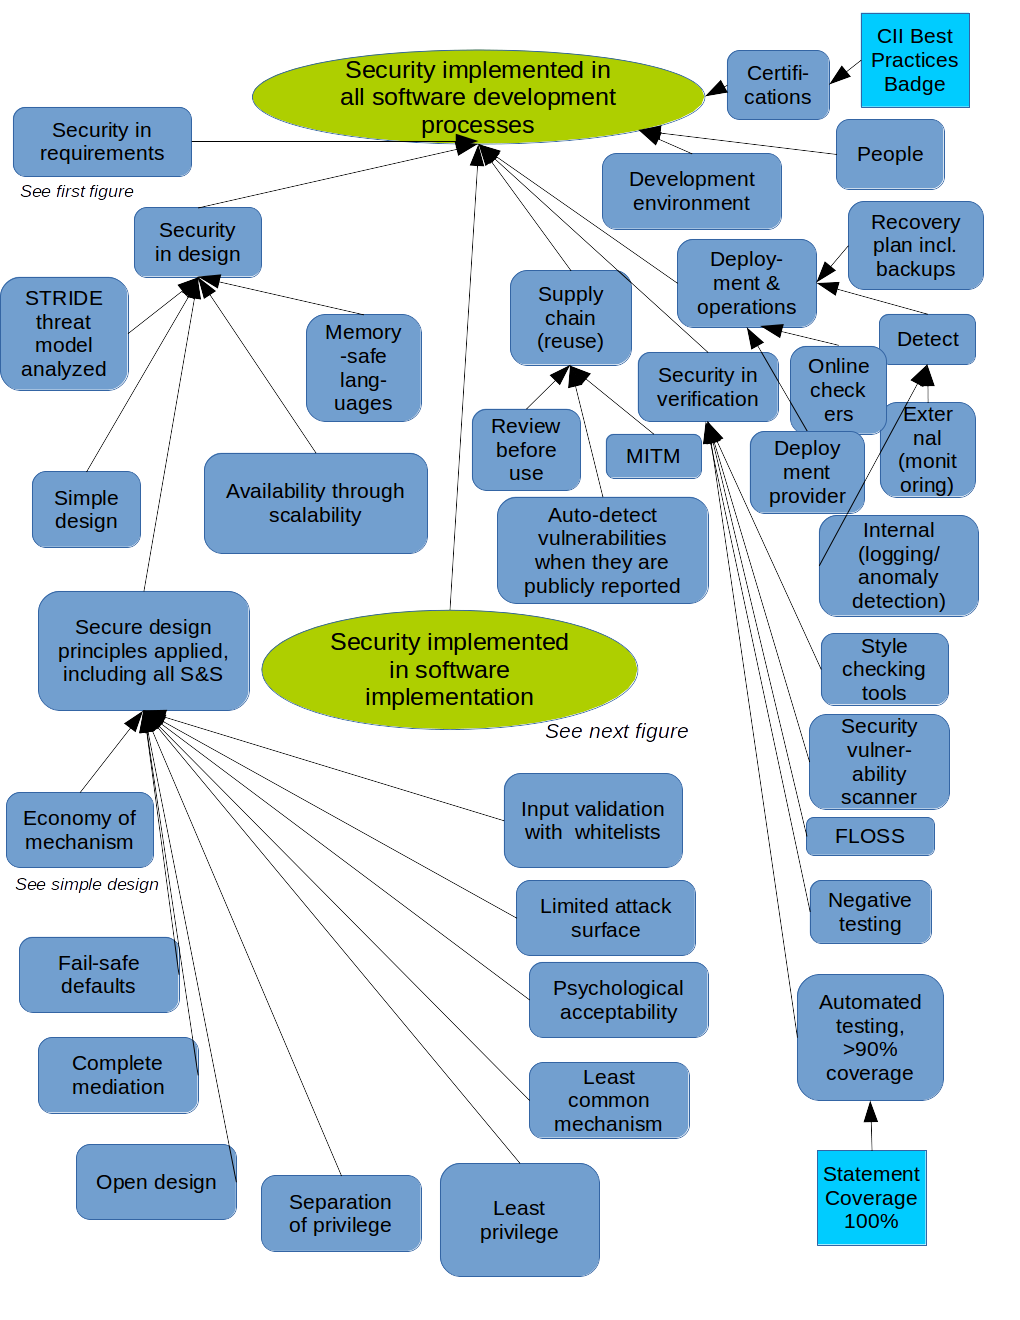 CII Best
Practices
Badge
Security implemented in
all software development
processes
Certifi-
cations
Security in
requirements
See first figure
People
Development
environment
Security
in design
Recovery
plan incl.
backups
Deploy-
ment &
operations
STRIDE
threat
model
analyzed
Supply
chain
(reuse)
Memory
-safe
lang-
uages
Detect
Security in
verification
Online
check
ers
Exter
nal
(monit
oring)
Review
before
use
MITM
Deploy
ment
provider
Simple
design
Availability through
scalability
Auto-detect
vulnerabilities
when they are
publicly reported
Internal
(logging/
anomaly
detection)
Secure design
principles applied,
including all S&S
Security implemented
in software
implementation
See next figure
Style
checking
tools
Security
vulner-
ability
scanner
Economy of
mechanism
See simple design
Input validation
with  whitelists
FLOSS
Limited attack
surface
Negative
testing
Fail-safe
defaults
Psychological
acceptability
Automated
testing,
>90%
coverage
Complete
mediation
Least
common
mechanism
Open design
Separation
of privilege
Least
privilege
Statement
Coverage
100%